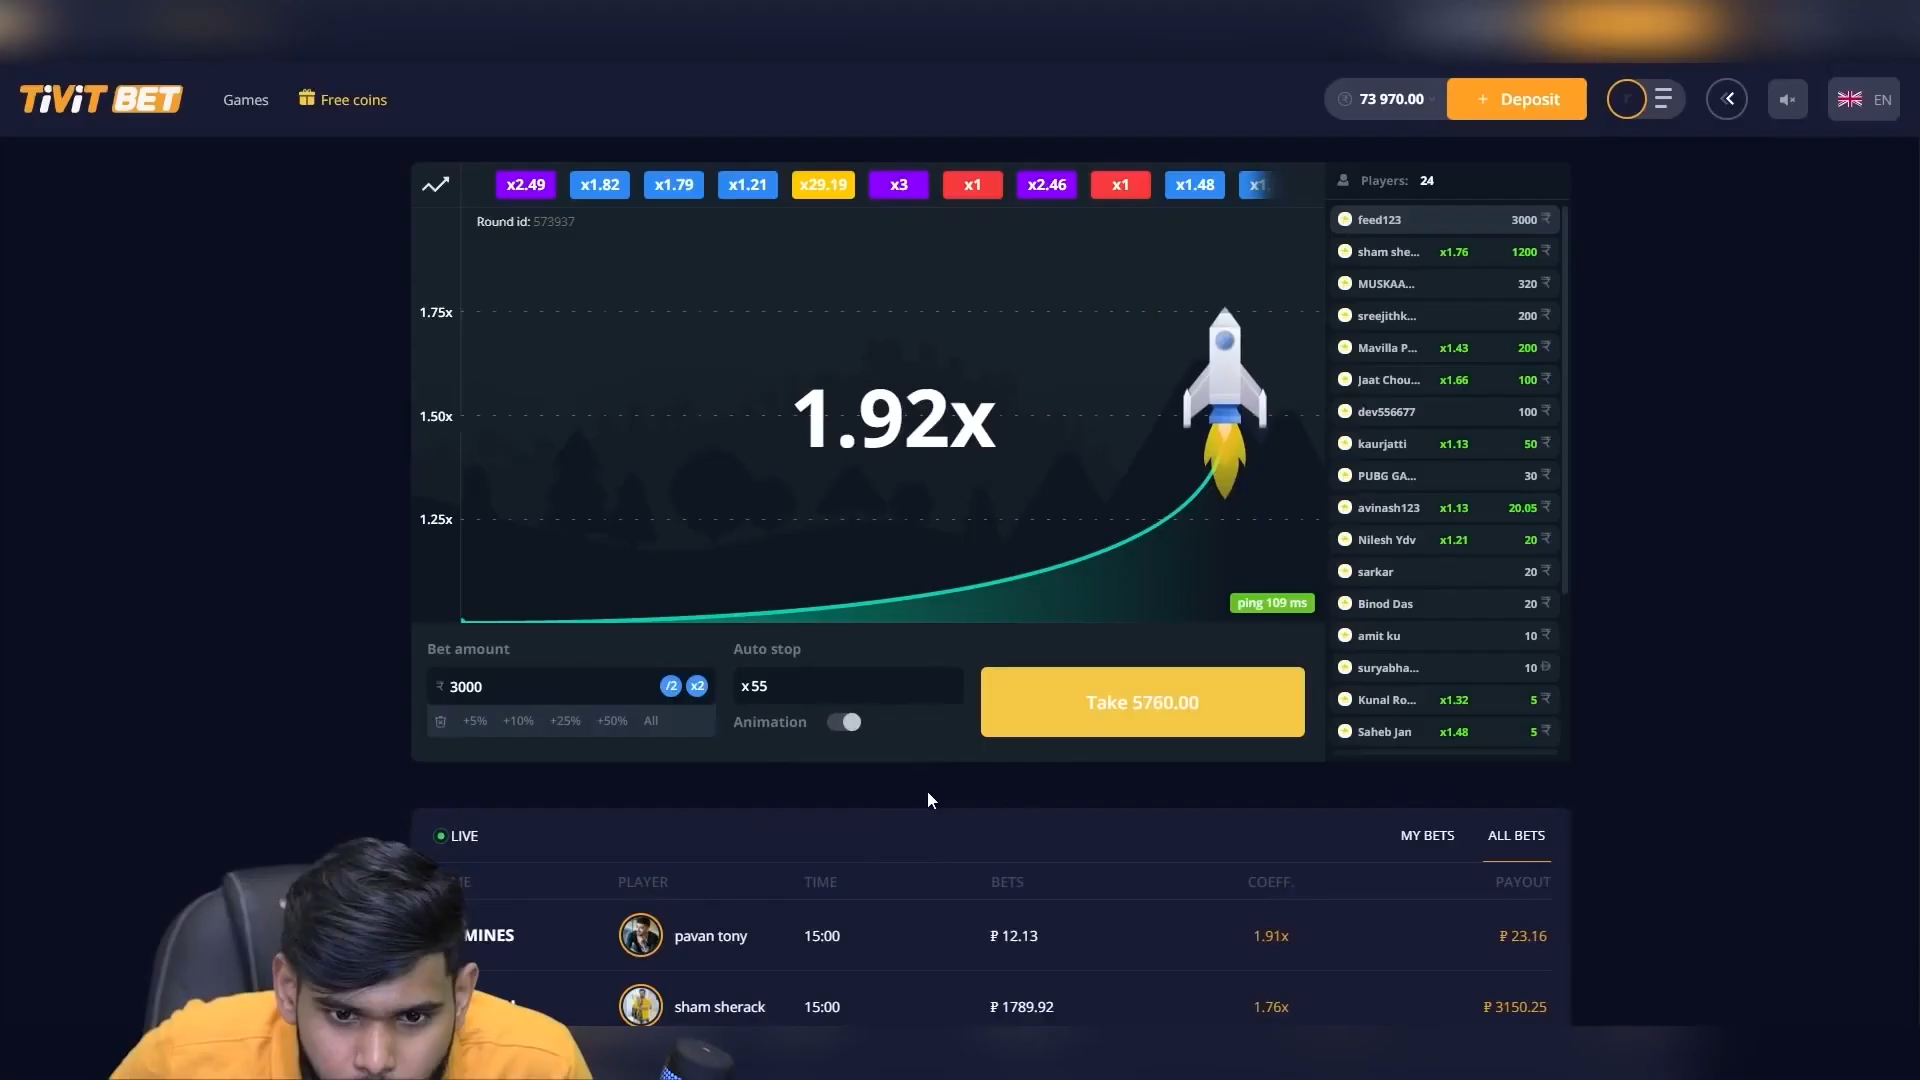 TiViT BET
Games
Free coins
73 970.00
+ Deposit
EN
x2.49 x1.82 x1.79 x1.21 x29.19 x3 x1 x2.46 x1 x1.48 x1.
Round id: 573937
1.75x
1.50x
1.25x
1.92x
ping 109 ms
Players: 24
feed123 3000 ₹
sham she... x1.76 1200 ₹
MUSKAA... 320 ₹
sreejithk... 200 ₹
Mavilla P... x1.43 200 ₹
Jaat Chou... x1.66 100 ₹
dev556677 100 ₹
kaurjatti x1.13 50 ₹
PUBG GA... 30 ₹
avinash123 x1.13 20.05 ₹
Nilesh Ydv x1.21 20 ₹
sarkar 20 ₹
Binod Das 20 ₹
amit ku 10 ₹
suryabha... 10
Kunal Ro... x1.32 5 ₹
Saheb Jan x1.48 5 ₹
Bet amount
₹ 3000 /2 x2
+5% +10% +25% +50% All
Auto stop
x 55
Animation
Take 5760.00
LIVE
MY BETS ALL BETS
PLAYER TIME BETS COEFF. PAYOUT
MINES pavan tony 15:00 ₽ 12.13 1.91x ₽ 23.16
sham sherack 15:00 ₽ 1789.92 1.76x ₽ 3150.25